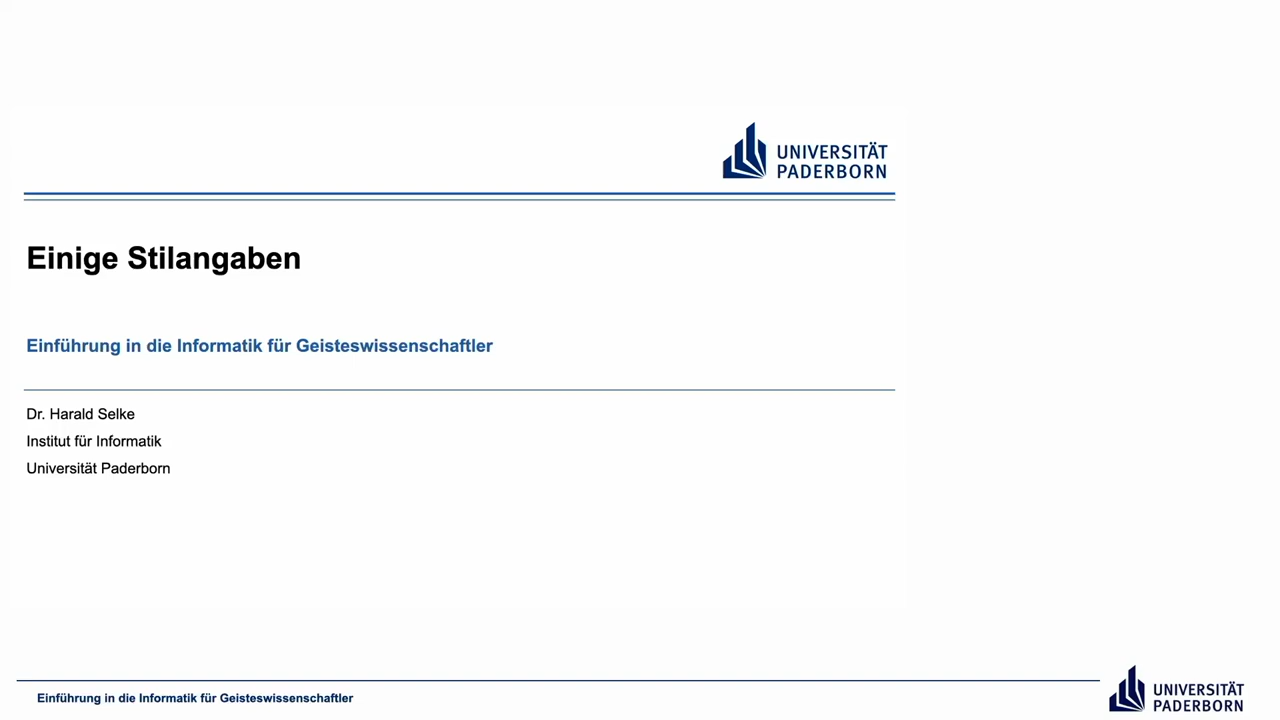 UNIVERSITÄT
PADERBORN
Einige Stilangaben
Einführung in die Informatik für Geisteswissenschaftler
Dr. Harald Selke
Institut für Informatik
Universität Paderborn
Einführung in die Informatik für Geisteswissenschaftler
UNIVERSITÄT
PADERBORN